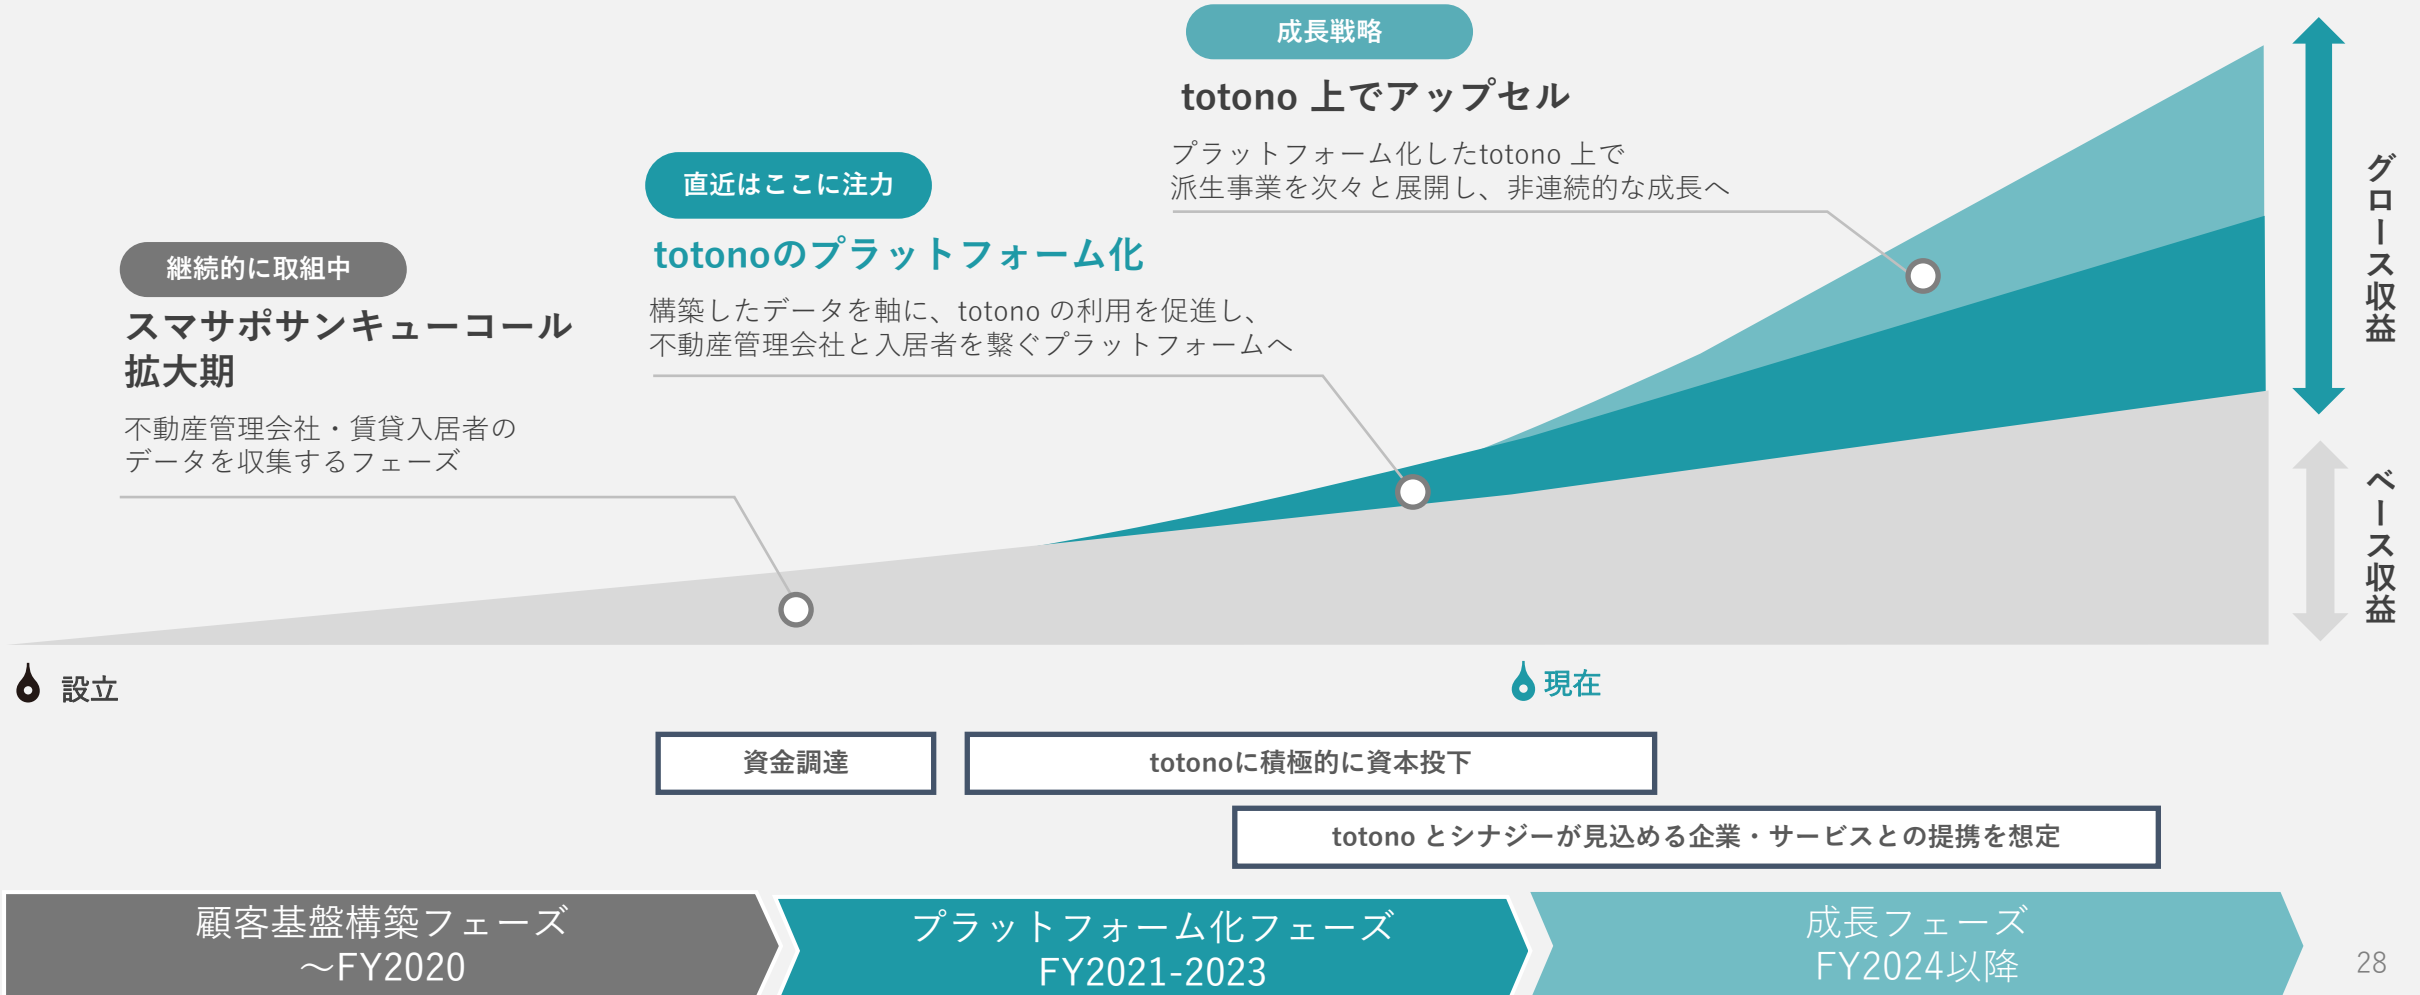 成長戦略
totono 上でアップセル
プラットフォーム化したtotono 上で
派生事業を次々と展開し、非連続的な成長へ
直近はここに注力
totonoのプラットフォーム化
構築したデータを軸に、totono の利用を促進し、
不動産管理会社と入居者を繋ぐプラットフォームへ
継続的に取組中
スマサポサンキューコール
拡大期
不動産管理会社・賃貸入居者の
データを収集するフェーズ
グロース収益
ベース収益
設立
現在
資金調達
totonoに積極的に資本投下
totono とシナジーが見込める企業・サービスとの提携を想定
顧客基盤構築フェーズ
～FY2020
プラットフォーム化フェーズ
FY2021-2023
成長フェーズ
FY2024以降
28